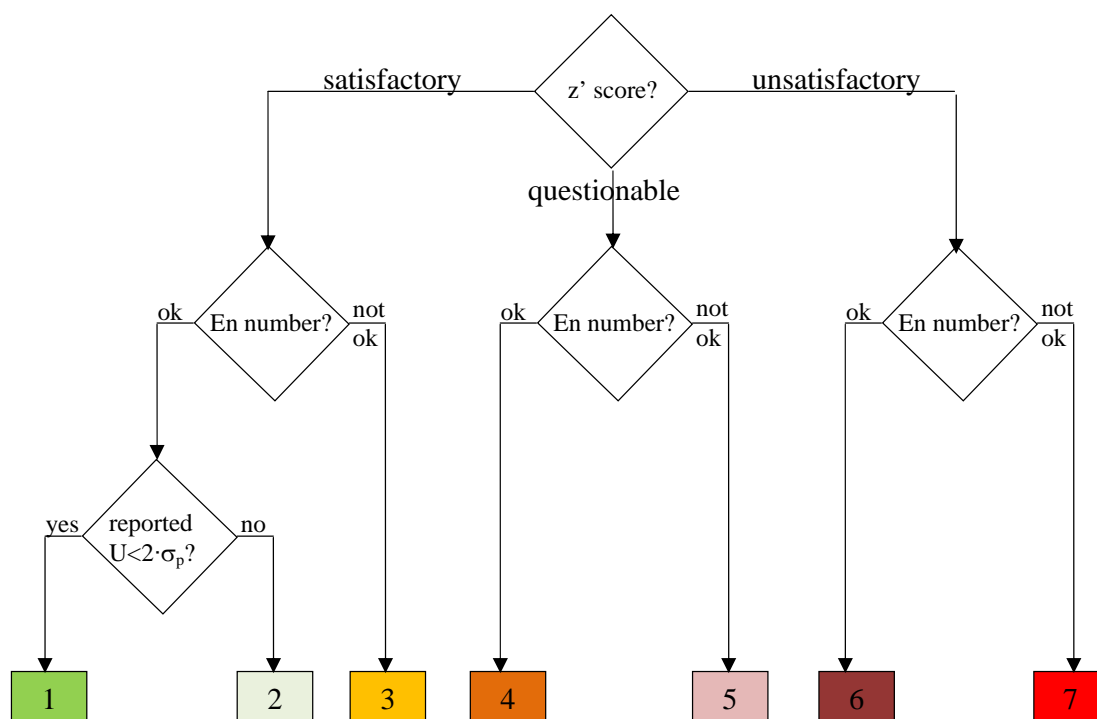 satisfactory
z’ score?
unsatisfactory
questionable
ok
En number?
not
ok
ok
En number?
not
ok
ok
En number?
not
ok
yes
reported
U<2·σₚ?
no
1
2
3
4
5
6
7